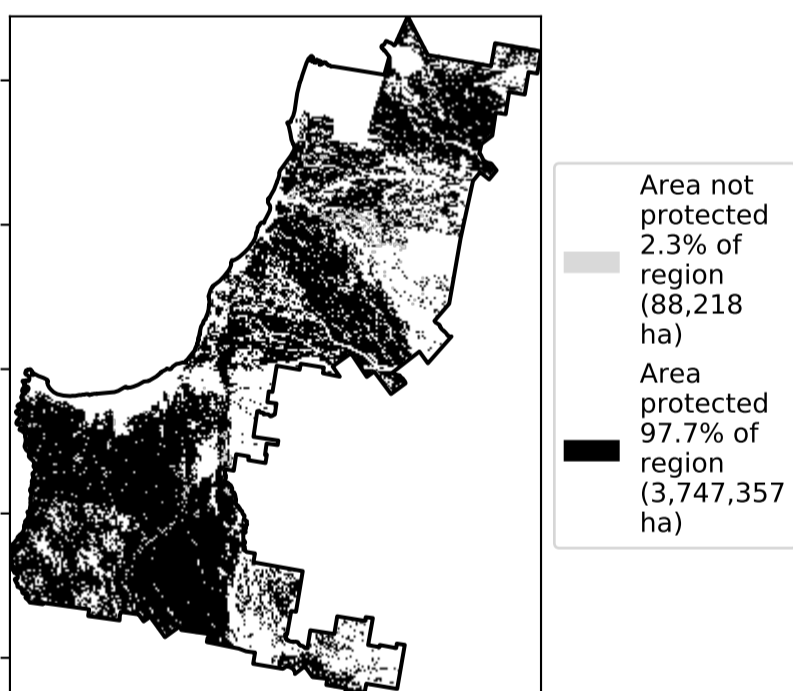 Area not
protected
2.3% of
region
(88,218
ha)
Area
protected
97.7% of
region
(3,747,357
ha)